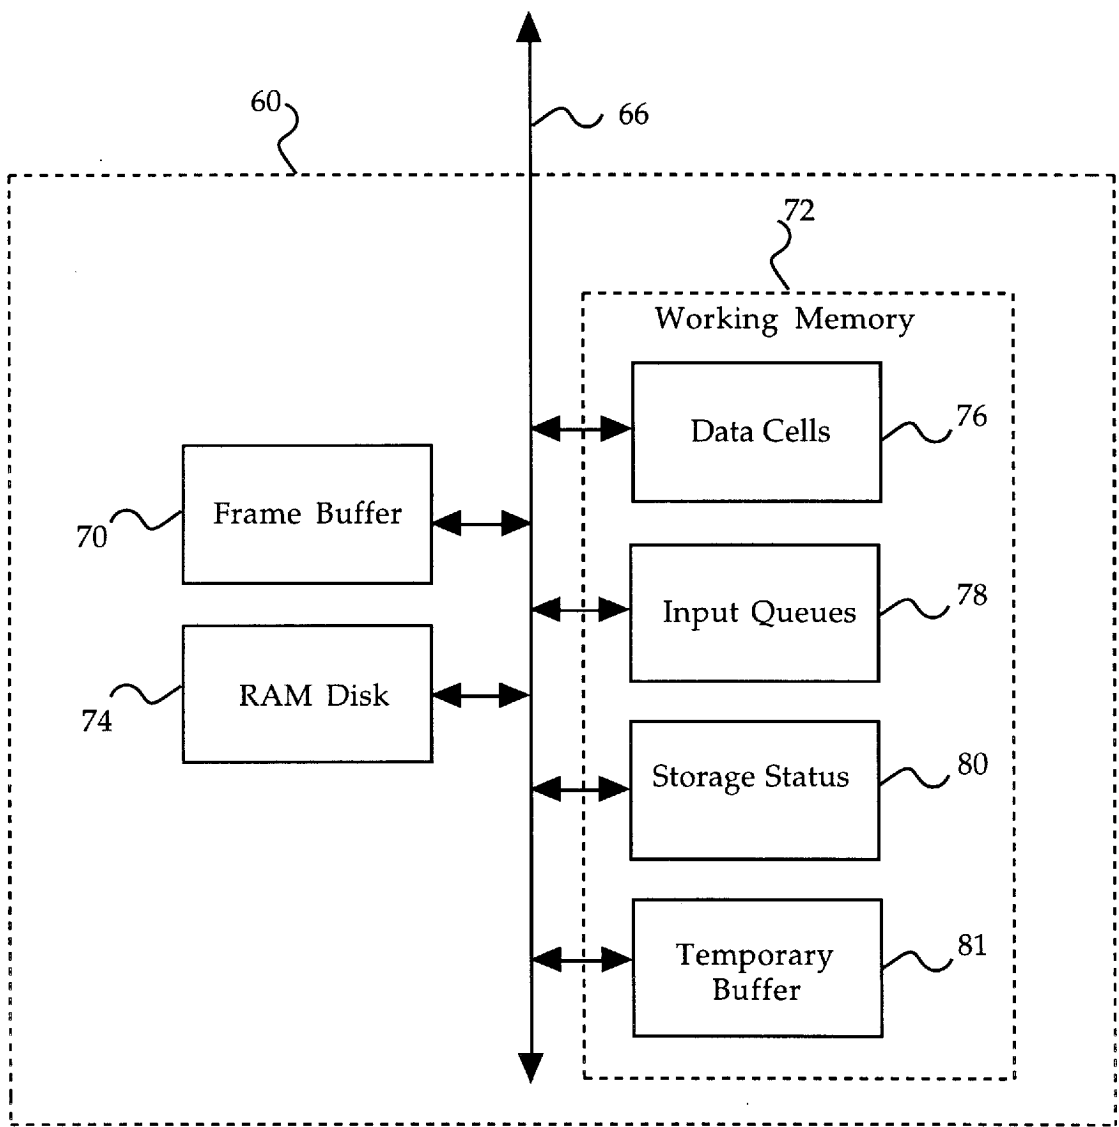 60
66
72
Working Memory
Data Cells
76
Frame Buffer
70
Input Queues
78
RAM Disk
74
Storage Status
80
Temporary
Buffer
81